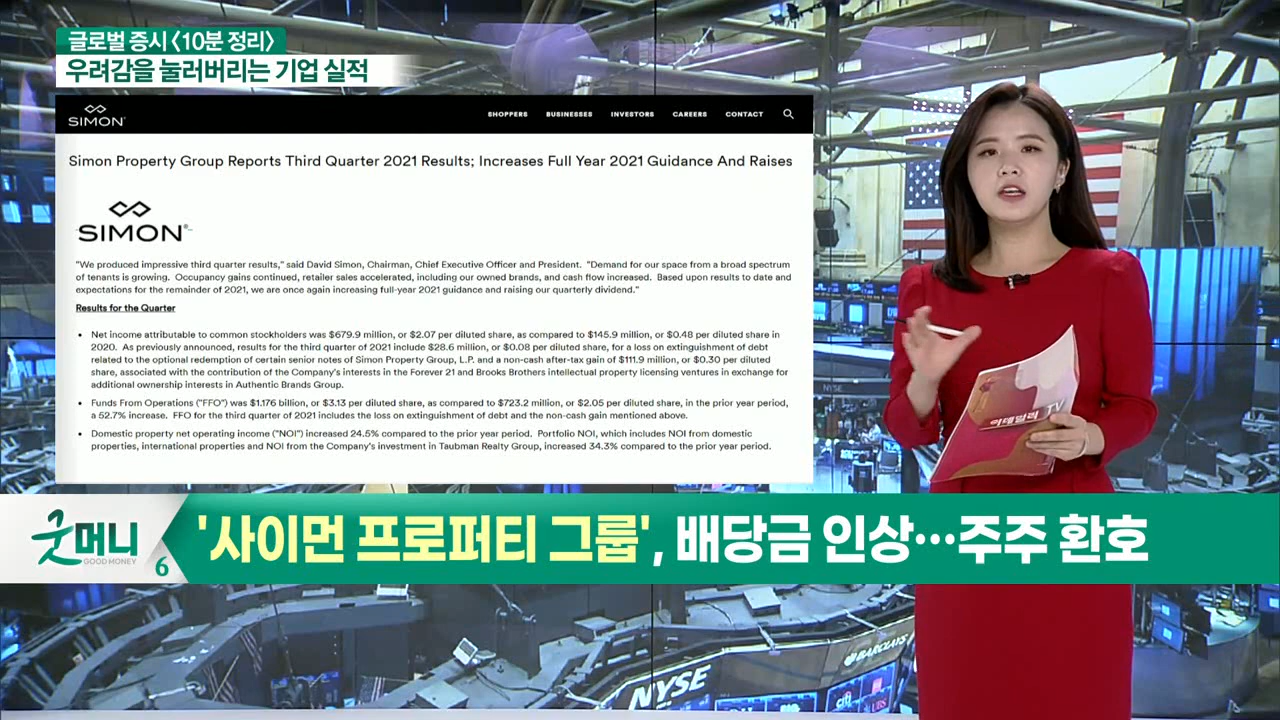 글로벌 증시 <10분 정리>
우려감을 눌러버리는 기업 실적
SIMON
SHOPPERS BUSINESSES INVESTORS CAREERS CONTACT
Simon Property Group Reports Third Quarter 2021 Results; Increases Full Year 2021 Guidance And Raises
SIMON®
"We produced impressive third quarter results," said David Simon, Chairman, Chief Executive Officer and President. "Demand for our space from a broad spectrum
of tenants is growing. Occupancy gains continued, retailer sales accelerated, including our owned brands, and cash flow increased. Based upon results to date and
expectations for the remainder of 2021, we are once again increasing full-year 2021 guidance and raising our quarterly dividend."
Results for the Quarter
• Net income attributable to common stockholders was $679.9 million, or $2.07 per diluted share, as compared to $145.9 million, or $0.48 per diluted share in
2020. As previously announced, results for the third quarter of 2021 include $28.6 million, or $0.08 per diluted share, for a loss on extinguishment of debt
related to the optional redemption of certain senior notes of Simon Property Group, L.P. and a non-cash after-tax gain of $111.9 million, or $0.30 per diluted
share, associated with the contribution of the Company's interests in the Forever 21 and Brooks Brothers intellectual property licensing ventures in exchange for
additional ownership interests in Authentic Brands Group.
• Funds From Operations ("FFO") was $1.176 billion, or $3.13 per diluted share, as compared to $723.2 million, or $2.05 per diluted share, in the prior year period,
a 52.7% increase. FFO for the third quarter of 2021 includes the loss on extinguishment of debt and the non-cash gain mentioned above.
• Domestic property net operating income ("NOI") increased 24.5% compared to the prior year period. Portfolio NOI, which includes NOI from domestic
properties, international properties and NOI from the Company's investment in Taubman Realty Group, increased 34.3% compared to the prior year period.
NYSE
이데일리 TV
굿머니
GOOD MONEY
6
'사이먼 프로퍼티 그룹', 배당금 인상…주주 환호
BARCLAYS
NYSE
citi
UBS